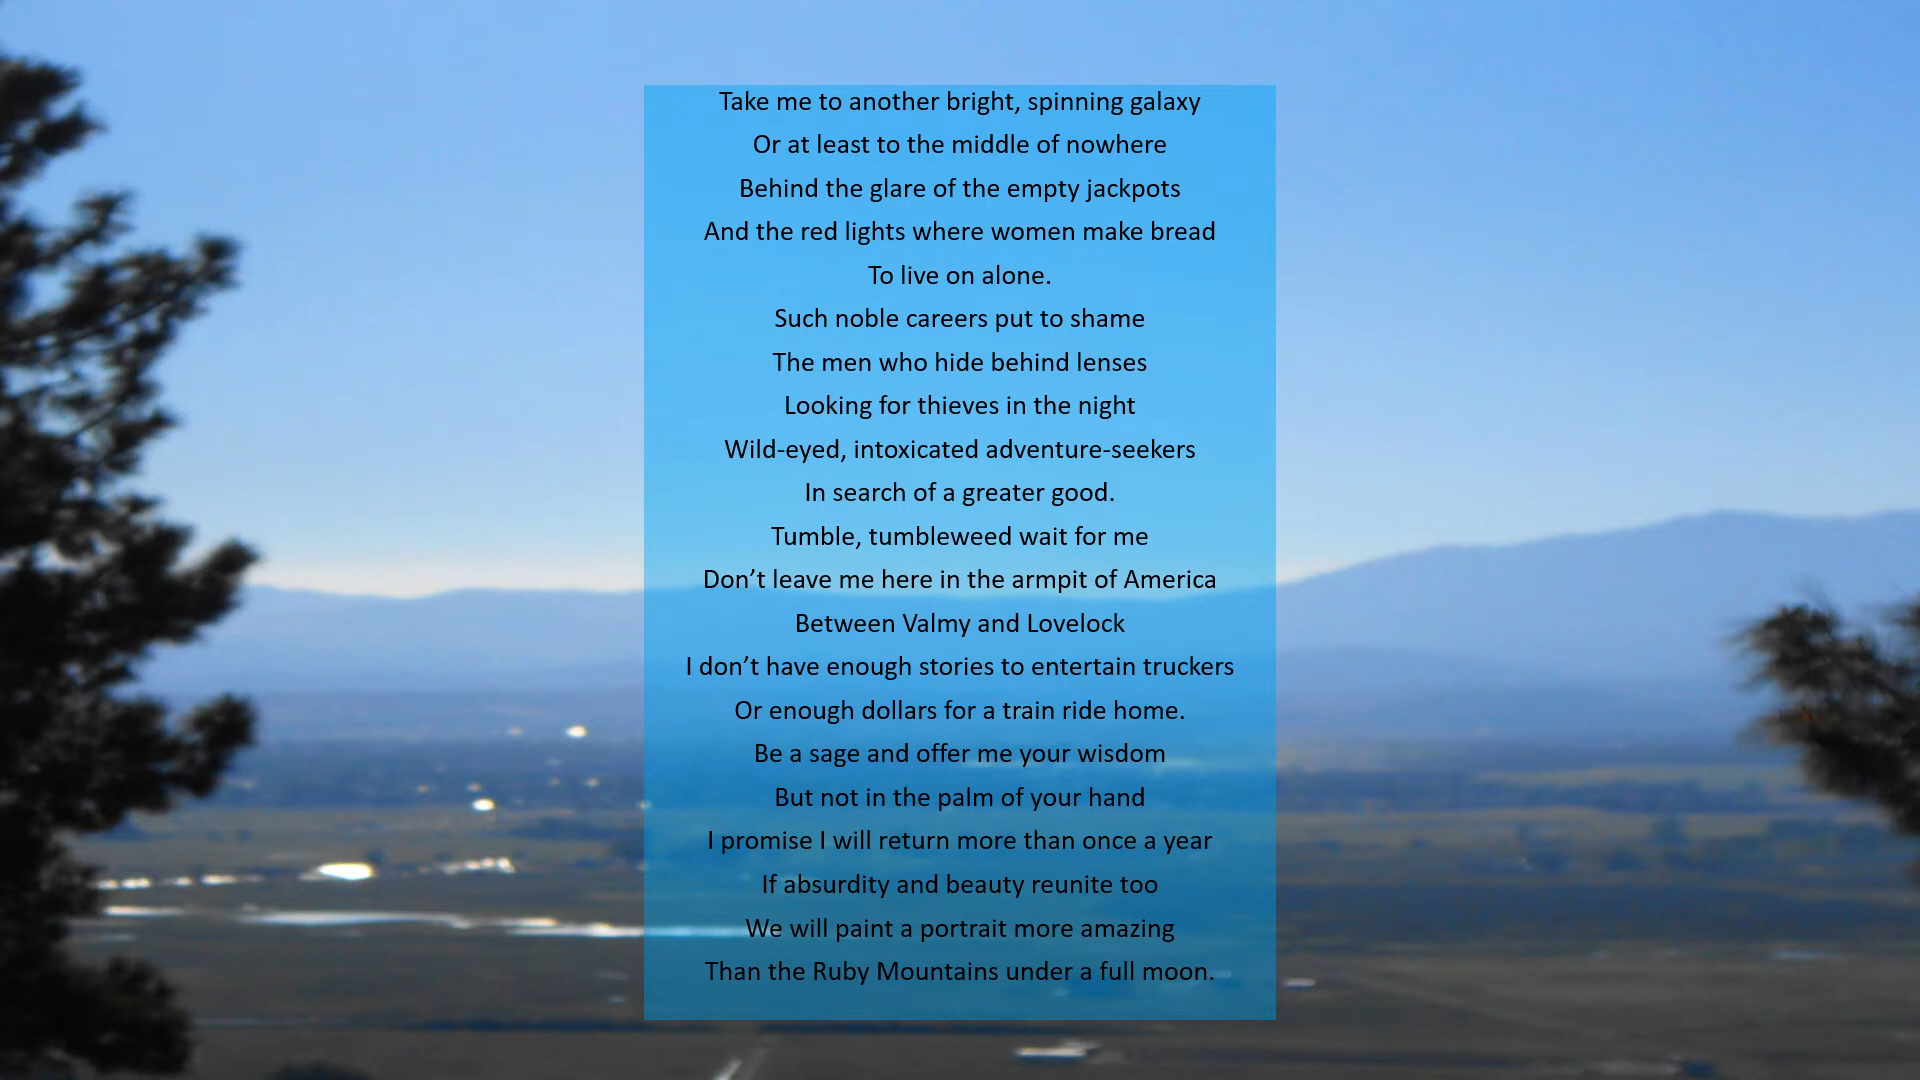 Take me to another bright, spinning galaxy
Or at least to the middle of nowhere
Behind the glare of the empty jackpots
And the red lights where women make bread
To live on alone.
Such noble careers put to shame
The men who hide behind lenses
Looking for thieves in the night
Wild-eyed, intoxicated adventure-seekers
In search of a greater good.
Tumble, tumbleweed wait for me
Don’t leave me here in the armpit of America
Between Valmy and Lovelock
I don’t have enough stories to entertain truckers
Or enough dollars for a train ride home.
Be a sage and offer me your wisdom
But not in the palm of your hand
I promise I will return more than once a year
If absurdity and beauty reunite too
We will paint a portrait more amazing
Than the Ruby Mountains under a full moon.